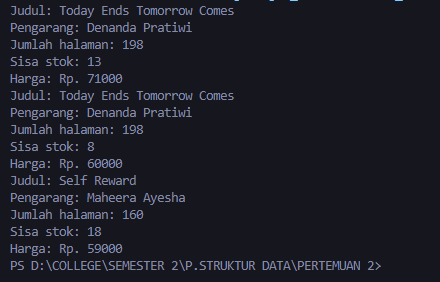 Judul: Today Ends Tomorrow Comes
Pengarang: Denanda Pratiwi
Jumlah halaman: 198
Sisa stok: 13
Harga: Rp. 71000
Judul: Today Ends Tomorrow Comes
Pengarang: Denanda Pratiwi
Jumlah halaman: 198
Sisa stok: 8
Harga: Rp. 60000
Judul: Self Reward
Pengarang: Maheera Ayesha
Jumlah halaman: 160
Sisa stok: 18
Harga: Rp. 59000
PS D:\COLLEGE\SEMESTER 2\P.STRUKTUR DATA\PERTEMUAN 2>